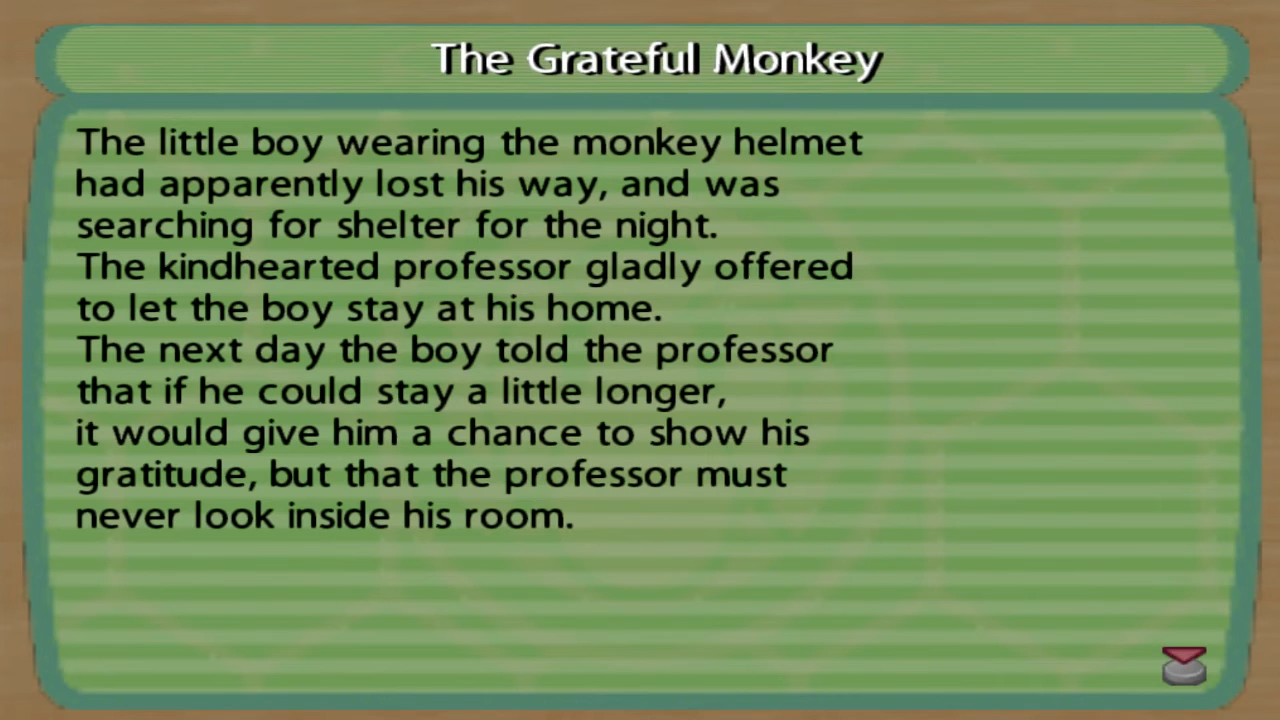 The Grateful Monkey
The little boy wearing the monkey helmet
had apparently lost his way, and was
searching for shelter for the night.
The kindhearted professor gladly offered
to let the boy stay at his home.
The next day the boy told the professor
that if he could stay a little longer,
it would give him a chance to show his
gratitude, but that the professor must
never look inside his room.